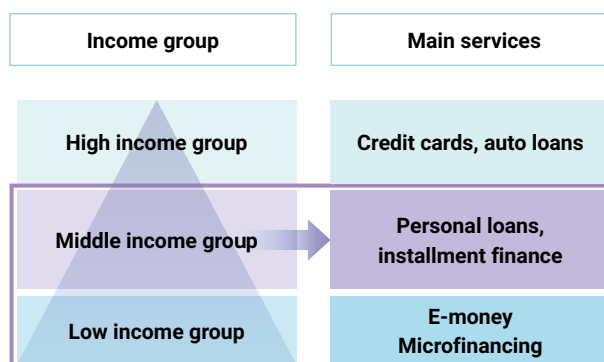 Income group
Main services
High income group
Credit cards, auto loans
Middle income group
Personal loans,
installment finance
Low income group
E-money
Microfinancing